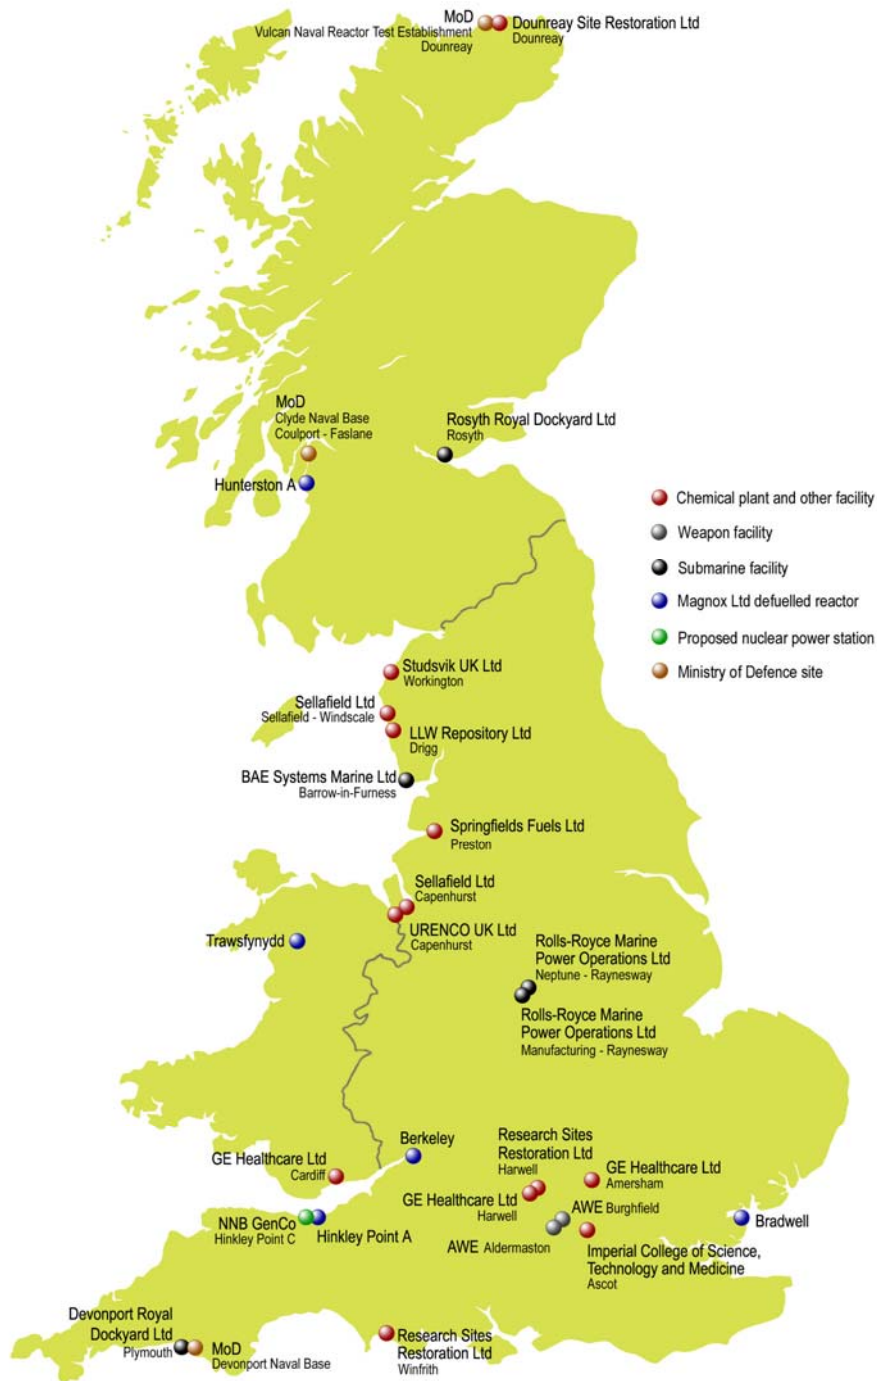 MoD
Vulcan Naval Reactor Test Establishment
Dounreay
Dounreay Site Restoration Ltd
Dounreay
MoD
Clyde Naval Base
Coulport - Faslane
Rosyth Royal Dockyard Ltd
Rosyth
Hunterston A
Chemical plant and other facility
Weapon facility
Submarine facility
Magnox Ltd defuelled reactor
Proposed nuclear power station
Ministry of Defence site
Studsvik UK Ltd
Workington
Sellafield Ltd
Sellafield - Windscale
LLW Repository Ltd
Drigg
BAE Systems Marine Ltd
Barrow-in-Furness
Springfields Fuels Ltd
Preston
Sellafield Ltd
Capenhurst
URENCO UK Ltd
Capenhurst
Trawsfynydd
Rolls-Royce Marine
Power Operations Ltd
Neptune - Raynesway
Rolls-Royce Marine
Power Operations Ltd
Manufacturing - Raynesway
Berkeley
GE Healthcare Ltd
Cardiff
Research Sites
Restoration Ltd
Harwell
GE Healthcare Ltd
Amersham
GE Healthcare Ltd
Harwell
AWE Burghfield
AWE Aldermaston
NNB GenCo
Hinkley Point C
Hinkley Point A
Bradwell
Imperial College of Science,
Technology and Medicine
Ascot
Devonport Royal
Dockyard Ltd
Plymouth
MoD
Devonport Naval Base
Research Sites
Restoration Ltd
Winfrith